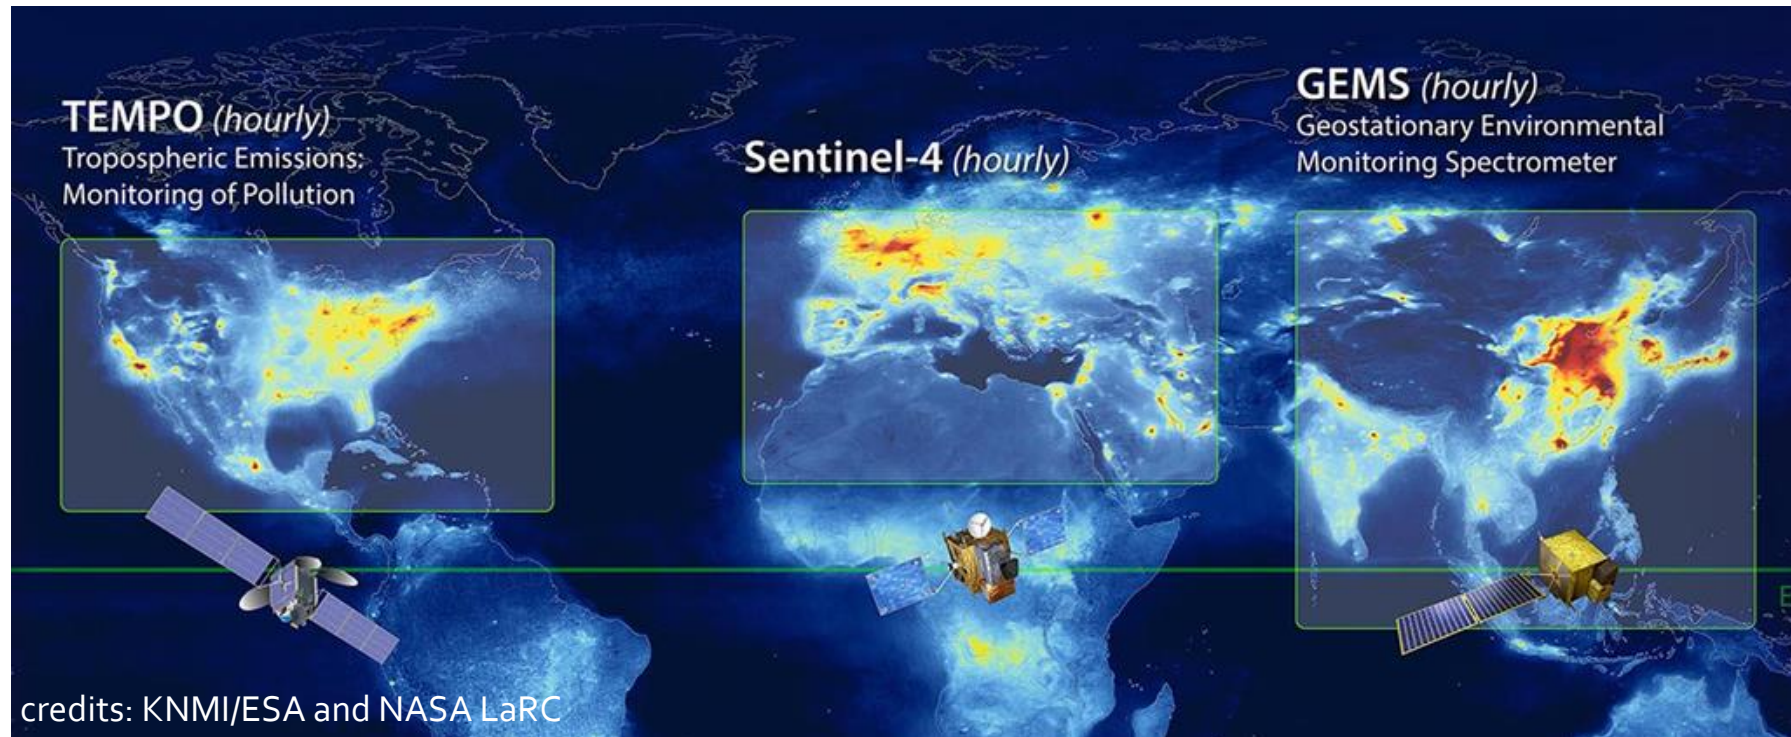 TEMPO (hourly)
Tropospheric Emissions:
Monitoring of Pollution
Sentinel-4 (hourly)
GEMS (hourly)
Geostationary Environmental
Monitoring Spectrometer
E
credits: KNMI/ESA and NASA LaRC